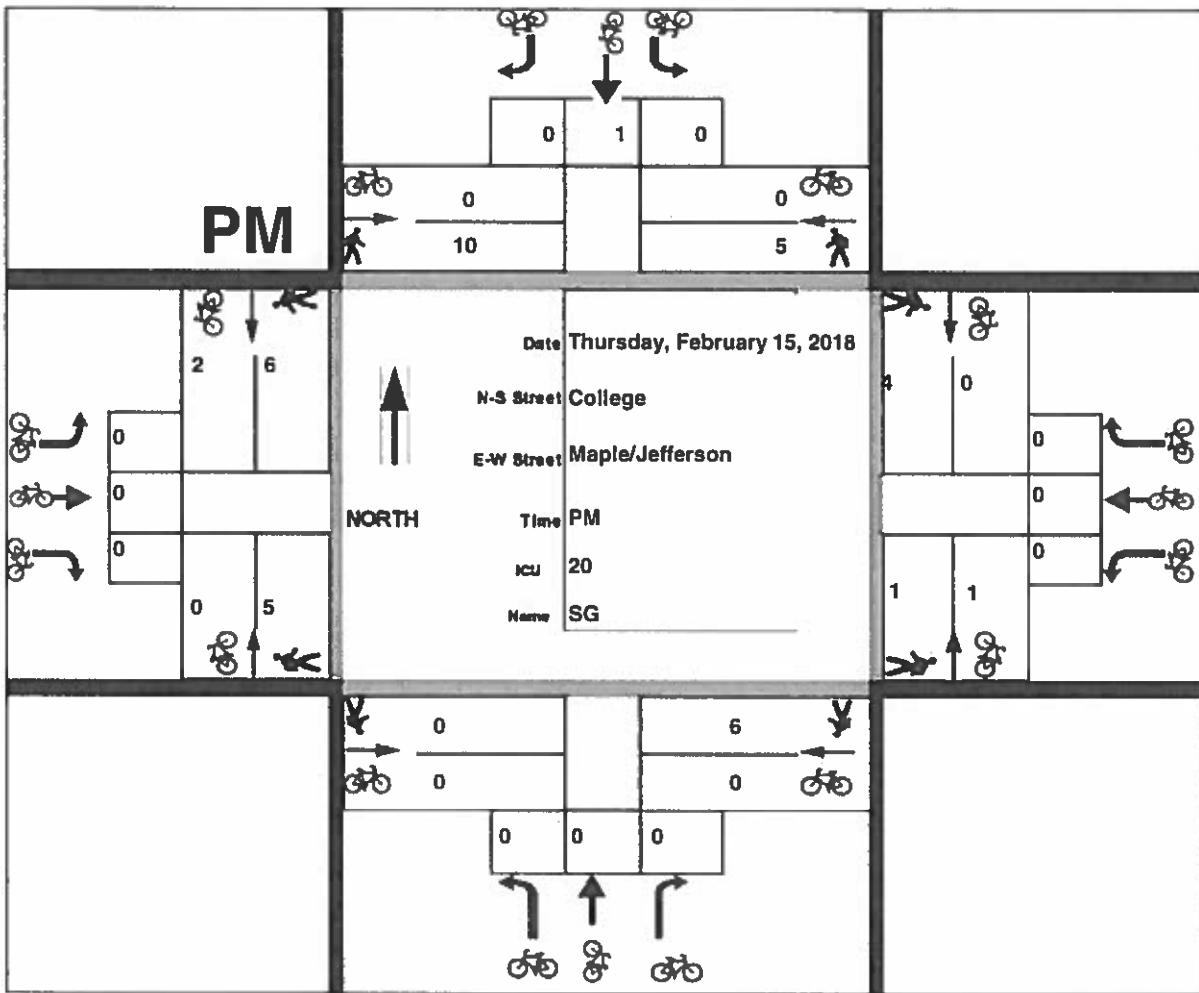 0 1 0
0 0
PM
10 5
Date Thursday, February 15, 2018
2 6 4 0
N-S Street College
0 0
E-W Street Maple/Jefferson
0 0
NORTH Time PM
0 0
ICU 20
0 5 1 1
Name SG
0 6
0 0
0 0 0